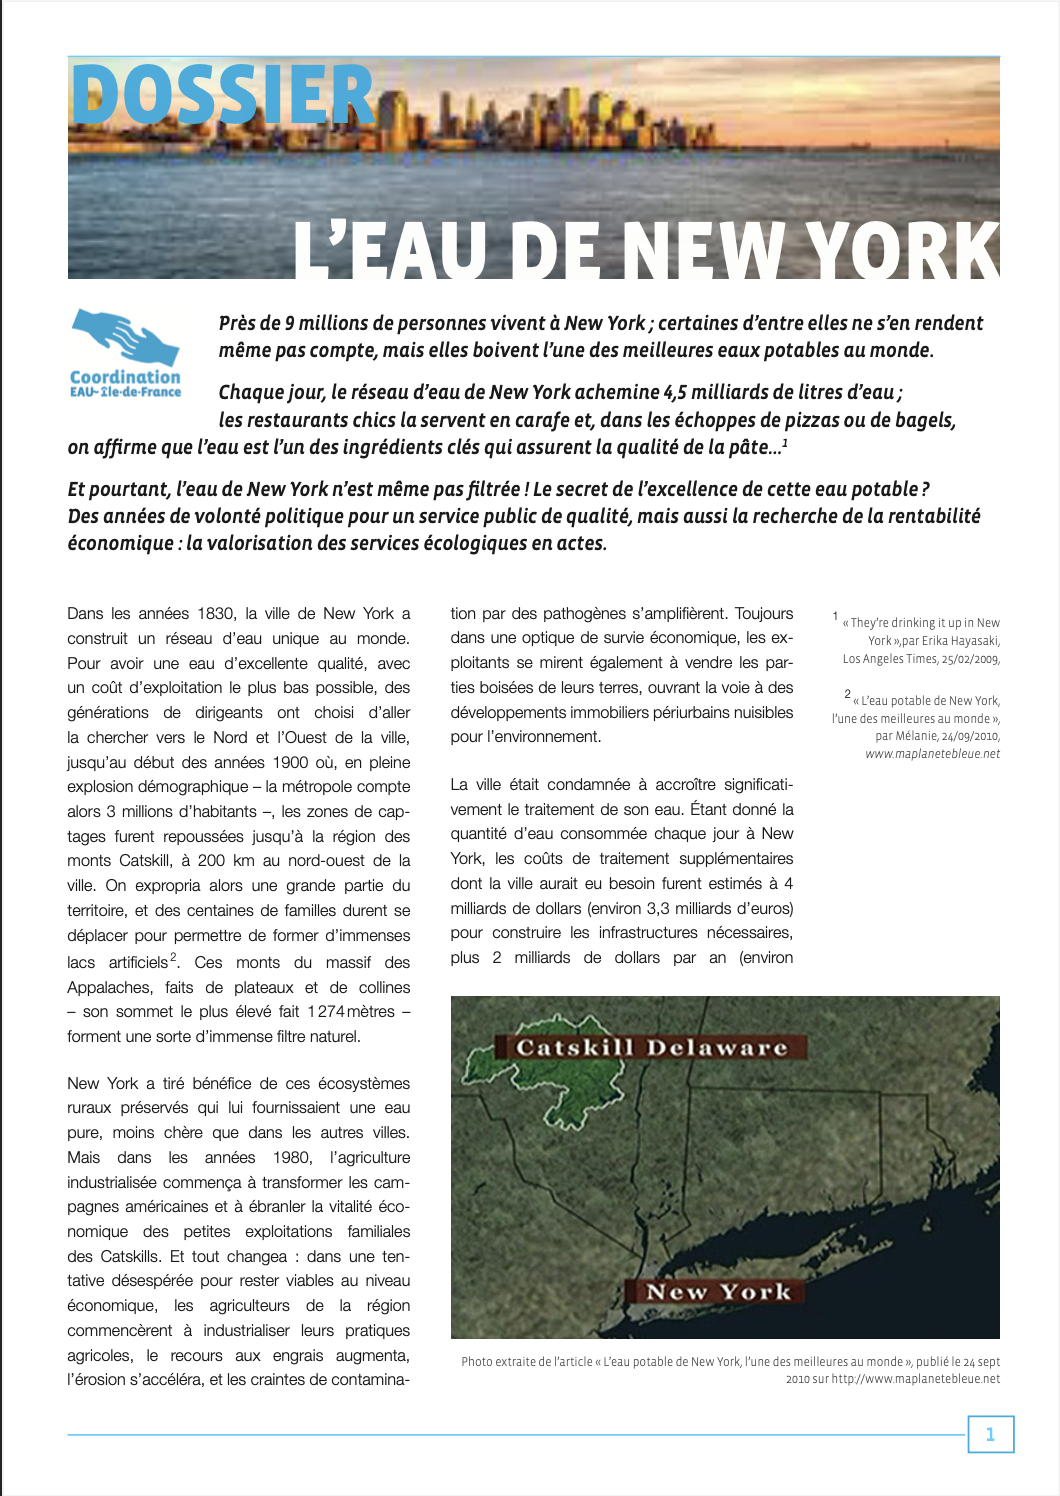 DOSSIER
L’EAU DE NEW YORK
Coordination
EAU~Île-de-France
Près de 9 millions de personnes vivent à New York ; certaines d’entre elles ne s’en rendent
même pas compte, mais elles boivent l’une des meilleures eaux potables au monde.
Chaque jour, le réseau d’eau de New York achemine 4,5 milliards de litres d’eau ;
les restaurants chics la servent en carafe et, dans les échoppes de pizzas ou de bagels,
on affirme que l’eau est l’un des ingrédients clés qui assurent la qualité de la pâte...1
Et pourtant, l’eau de New York n’est même pas filtrée ! Le secret de l’excellence de cette eau potable ?
Des années de volonté politique pour un service public de qualité, mais aussi la recherche de la rentabilité
économique : la valorisation des services écologiques en actes.
Dans les années 1830, la ville de New York a
construit un réseau d’eau unique au monde.
Pour avoir une eau d’excellente qualité, avec
un coût d’exploitation le plus bas possible, des
générations de dirigeants ont choisi d’aller
la chercher vers le Nord et l’Ouest de la ville,
jusqu’au début des années 1900 où, en pleine
explosion démographique – la métropole compte
alors 3 millions d’habitants –, les zones de cap-
tages furent repoussées jusqu’à la région des
monts Catskill, à 200 km au nord-ouest de la
ville. On expropria alors une grande partie du
territoire, et des centaines de familles durent se
déplacer pour permettre de former d’immenses
lacs artificiels2. Ces monts du massif des
Appalaches, faits de plateaux et de collines
– son sommet le plus élevé fait 1 274 mètres –
forment une sorte d’immense filtre naturel.
New York a tiré bénéfice de ces écosystèmes
ruraux préservés qui lui fournissaient une eau
pure, moins chère que dans les autres villes.
Mais dans les années 1980, l’agriculture
industrialisée commença à transformer les cam-
pagnes américaines et à ébranler la vitalité éco-
nomique des petites exploitations familiales
des Catskills. Et tout changea : dans une ten-
tative désespérée pour rester viables au niveau
économique, les agriculteurs de la région
commencèrent à industrialiser leurs pratiques
agricoles, le recours aux engrais augmenta,
l’érosion s’accéléra, et les craintes de contamina-
tion par des pathogènes s’amplifièrent. Toujours
dans une optique de survie économique, les ex-
ploitants se mirent également à vendre les par-
ties boisées de leurs terres, ouvrant la voie à des
développements immobiliers périurbains nuisibles
pour l’environnement.
La ville était condamnée à accroître significati-
vement le traitement de son eau. Étant donné la
quantité d’eau consommée chaque jour à New
York, les coûts de traitement supplémentaires
dont la ville aurait eu besoin furent estimés à 4
milliards de dollars (environ 3,3 milliards d’euros)
pour construire les infrastructures nécessaires,
plus 2 milliards de dollars par an (environ
1 « They’re drinking it up in New
York »,par Erika Hayasaki,
Los Angeles Times, 25/02/2009,
2 « L’eau potable de New York,
l’une des meilleures au monde »,
par Mélanie, 24/09/2010,
www.maplanetebleue.net
Catskill Delaware
New York
Photo extraite de l’article « L’eau potable de New York, l’une des meilleures au monde », publié le 24 sept
2010 sur http://www.maplanetebleue.net
1